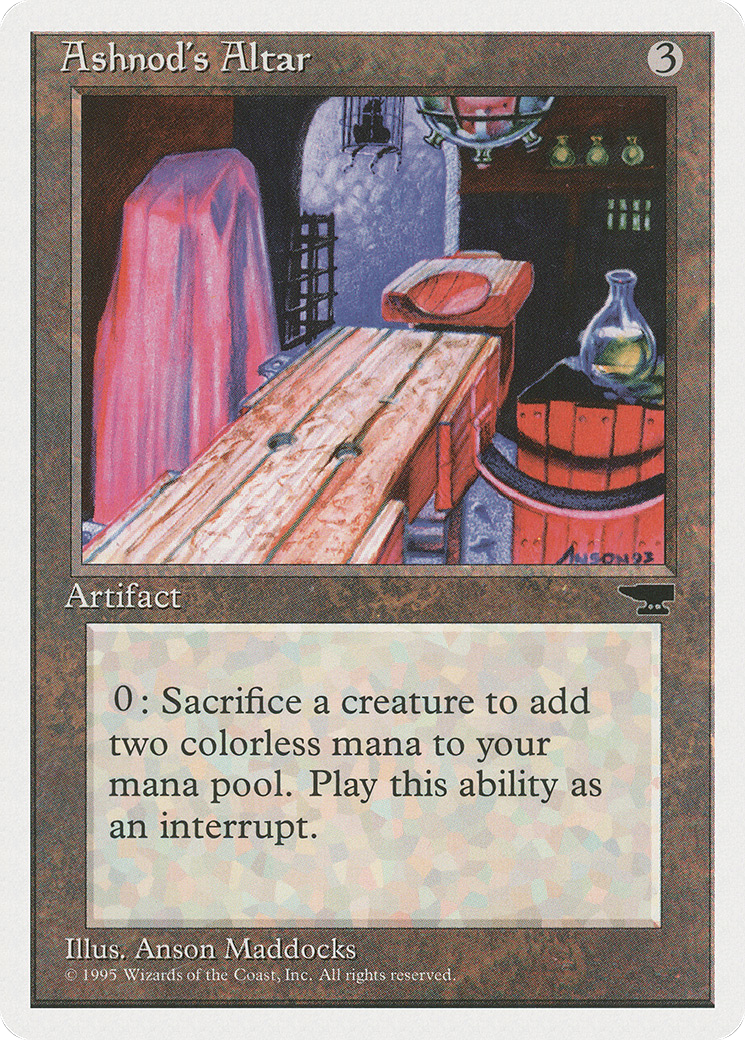 Ashnod's Altar 3
ANSON93
Artifact
0: Sacrifice a creature to add
two colorless mana to your
mana pool. Play this ability as
an interrupt.
Illus. Anson Maddocks
© 1995 Wizards of the Coast, Inc. All rights reserved.